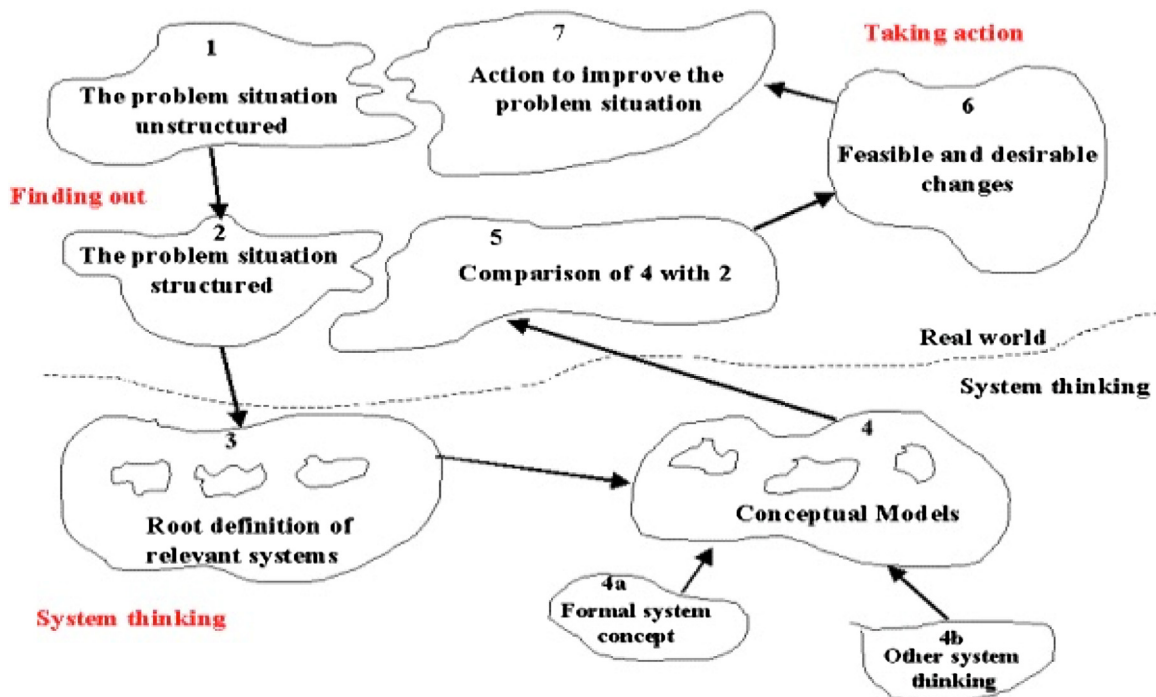 1
The problem situation
unstructured
7
Action to improve the
problem situation
Taking action
6
Feasible and desirable
changes
Finding out
2
The problem situation
structured
5
Comparison of 4 with 2
Real world
System thinking
3
Root definition of
relevant systems
4
Conceptual Models
System thinking
4a
Formal system
concept
4b
Other system
thinking